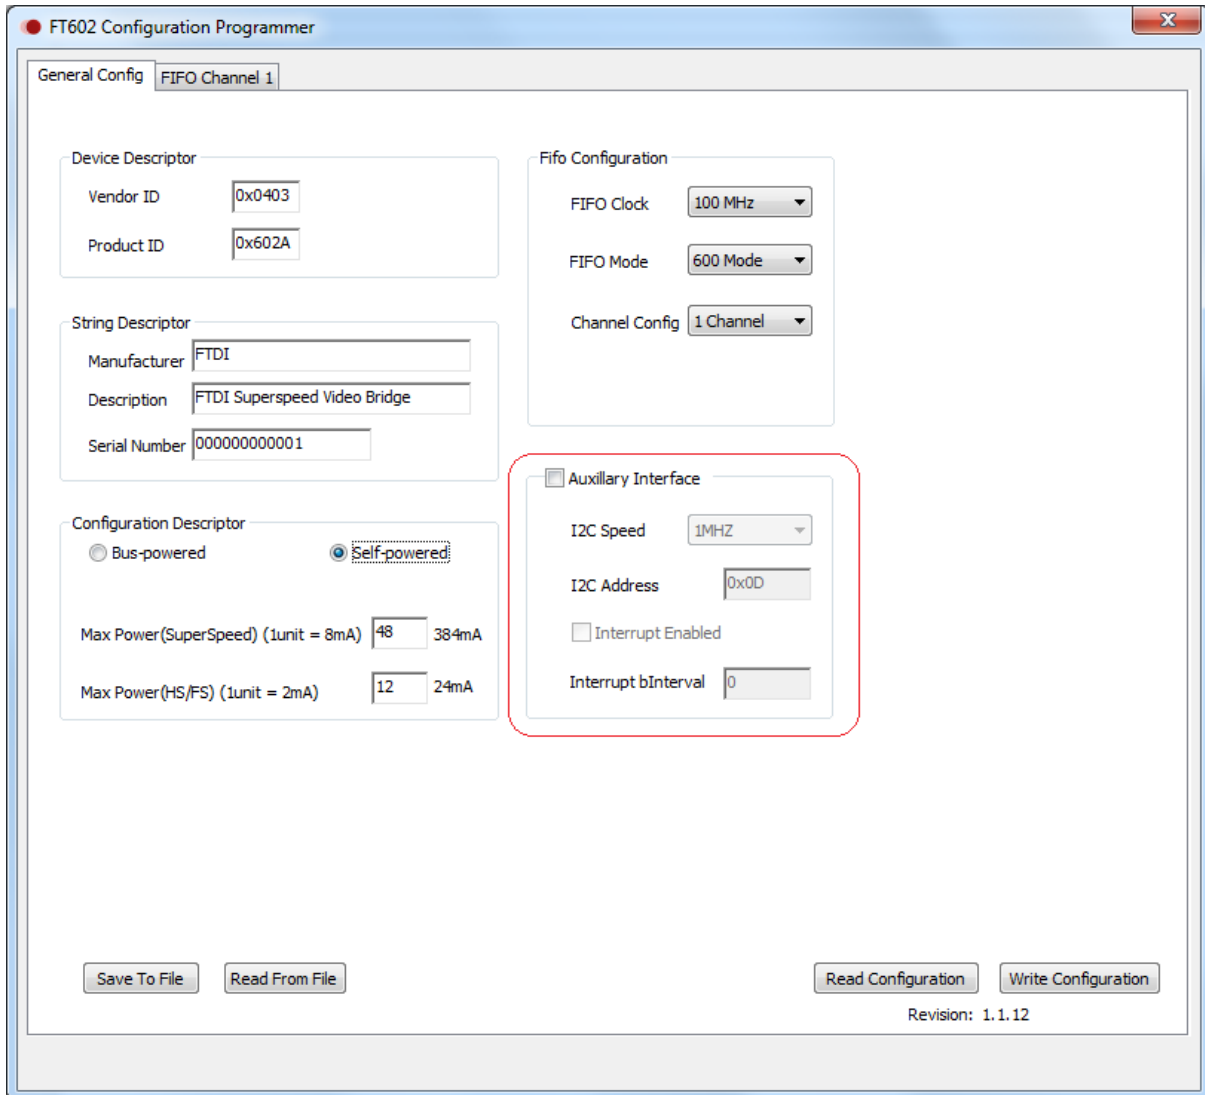 FT602 Configuration Programmer
General Config
FIFO Channel 1
Device Descriptor
Vendor ID 0x0403
Product ID 0x602A
String Descriptor
Manufacturer FTDI
Description FTDI Superspeed Video Bridge
Serial Number 000000000001
Configuration Descriptor
Bus-powered Self-powered
Max Power(SuperSpeed) (1unit = 8mA) 48 384mA
Max Power(HS/FS) (1unit = 2mA) 12 24mA
Fifo Configuration
FIFO Clock 100 MHz
FIFO Mode 600 Mode
Channel Config 1 Channel
Auxillary Interface
I2C Speed 1MHZ
I2C Address 0x0D
Interrupt Enabled
Interrupt bInterval 0
Save To File Read From File
Read Configuration Write Configuration
Revision: 1.1.12